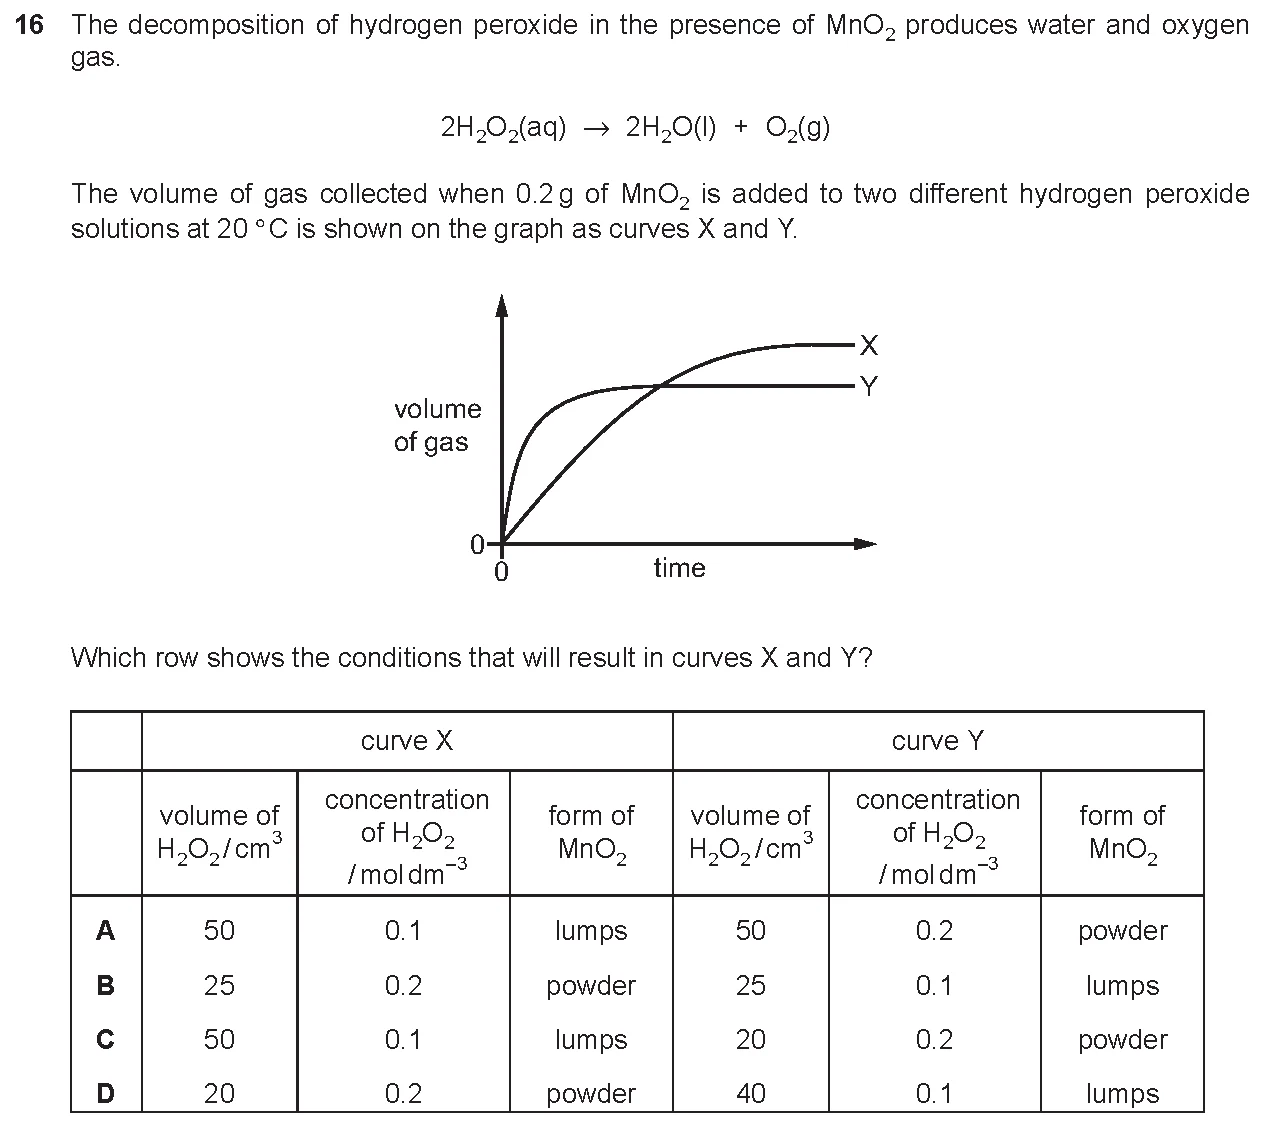 16 The decomposition of hydrogen peroxide in the presence of MnO₂ produces water and oxygen
gas.
2H₂O₂(aq) → 2H₂O(l) + O₂(g)
The volume of gas collected when 0.2 g of MnO₂ is added to two different hydrogen peroxide
solutions at 20 °C is shown on the graph as curves X and Y.
X
Y
volume
of gas
0
0
time
Which row shows the conditions that will result in curves X and Y?
curve X curve Y
volume of H₂O₂ / cm³ concentration of H₂O₂ / mol dm⁻³ form of MnO₂ volume of H₂O₂ / cm³ concentration of H₂O₂ / mol dm⁻³ form of MnO₂
A 50 0.1 lumps 50 0.2 powder
B 25 0.2 powder 25 0.1 lumps
C 50 0.1 lumps 20 0.2 powder
D 20 0.2 powder 40 0.1 lumps